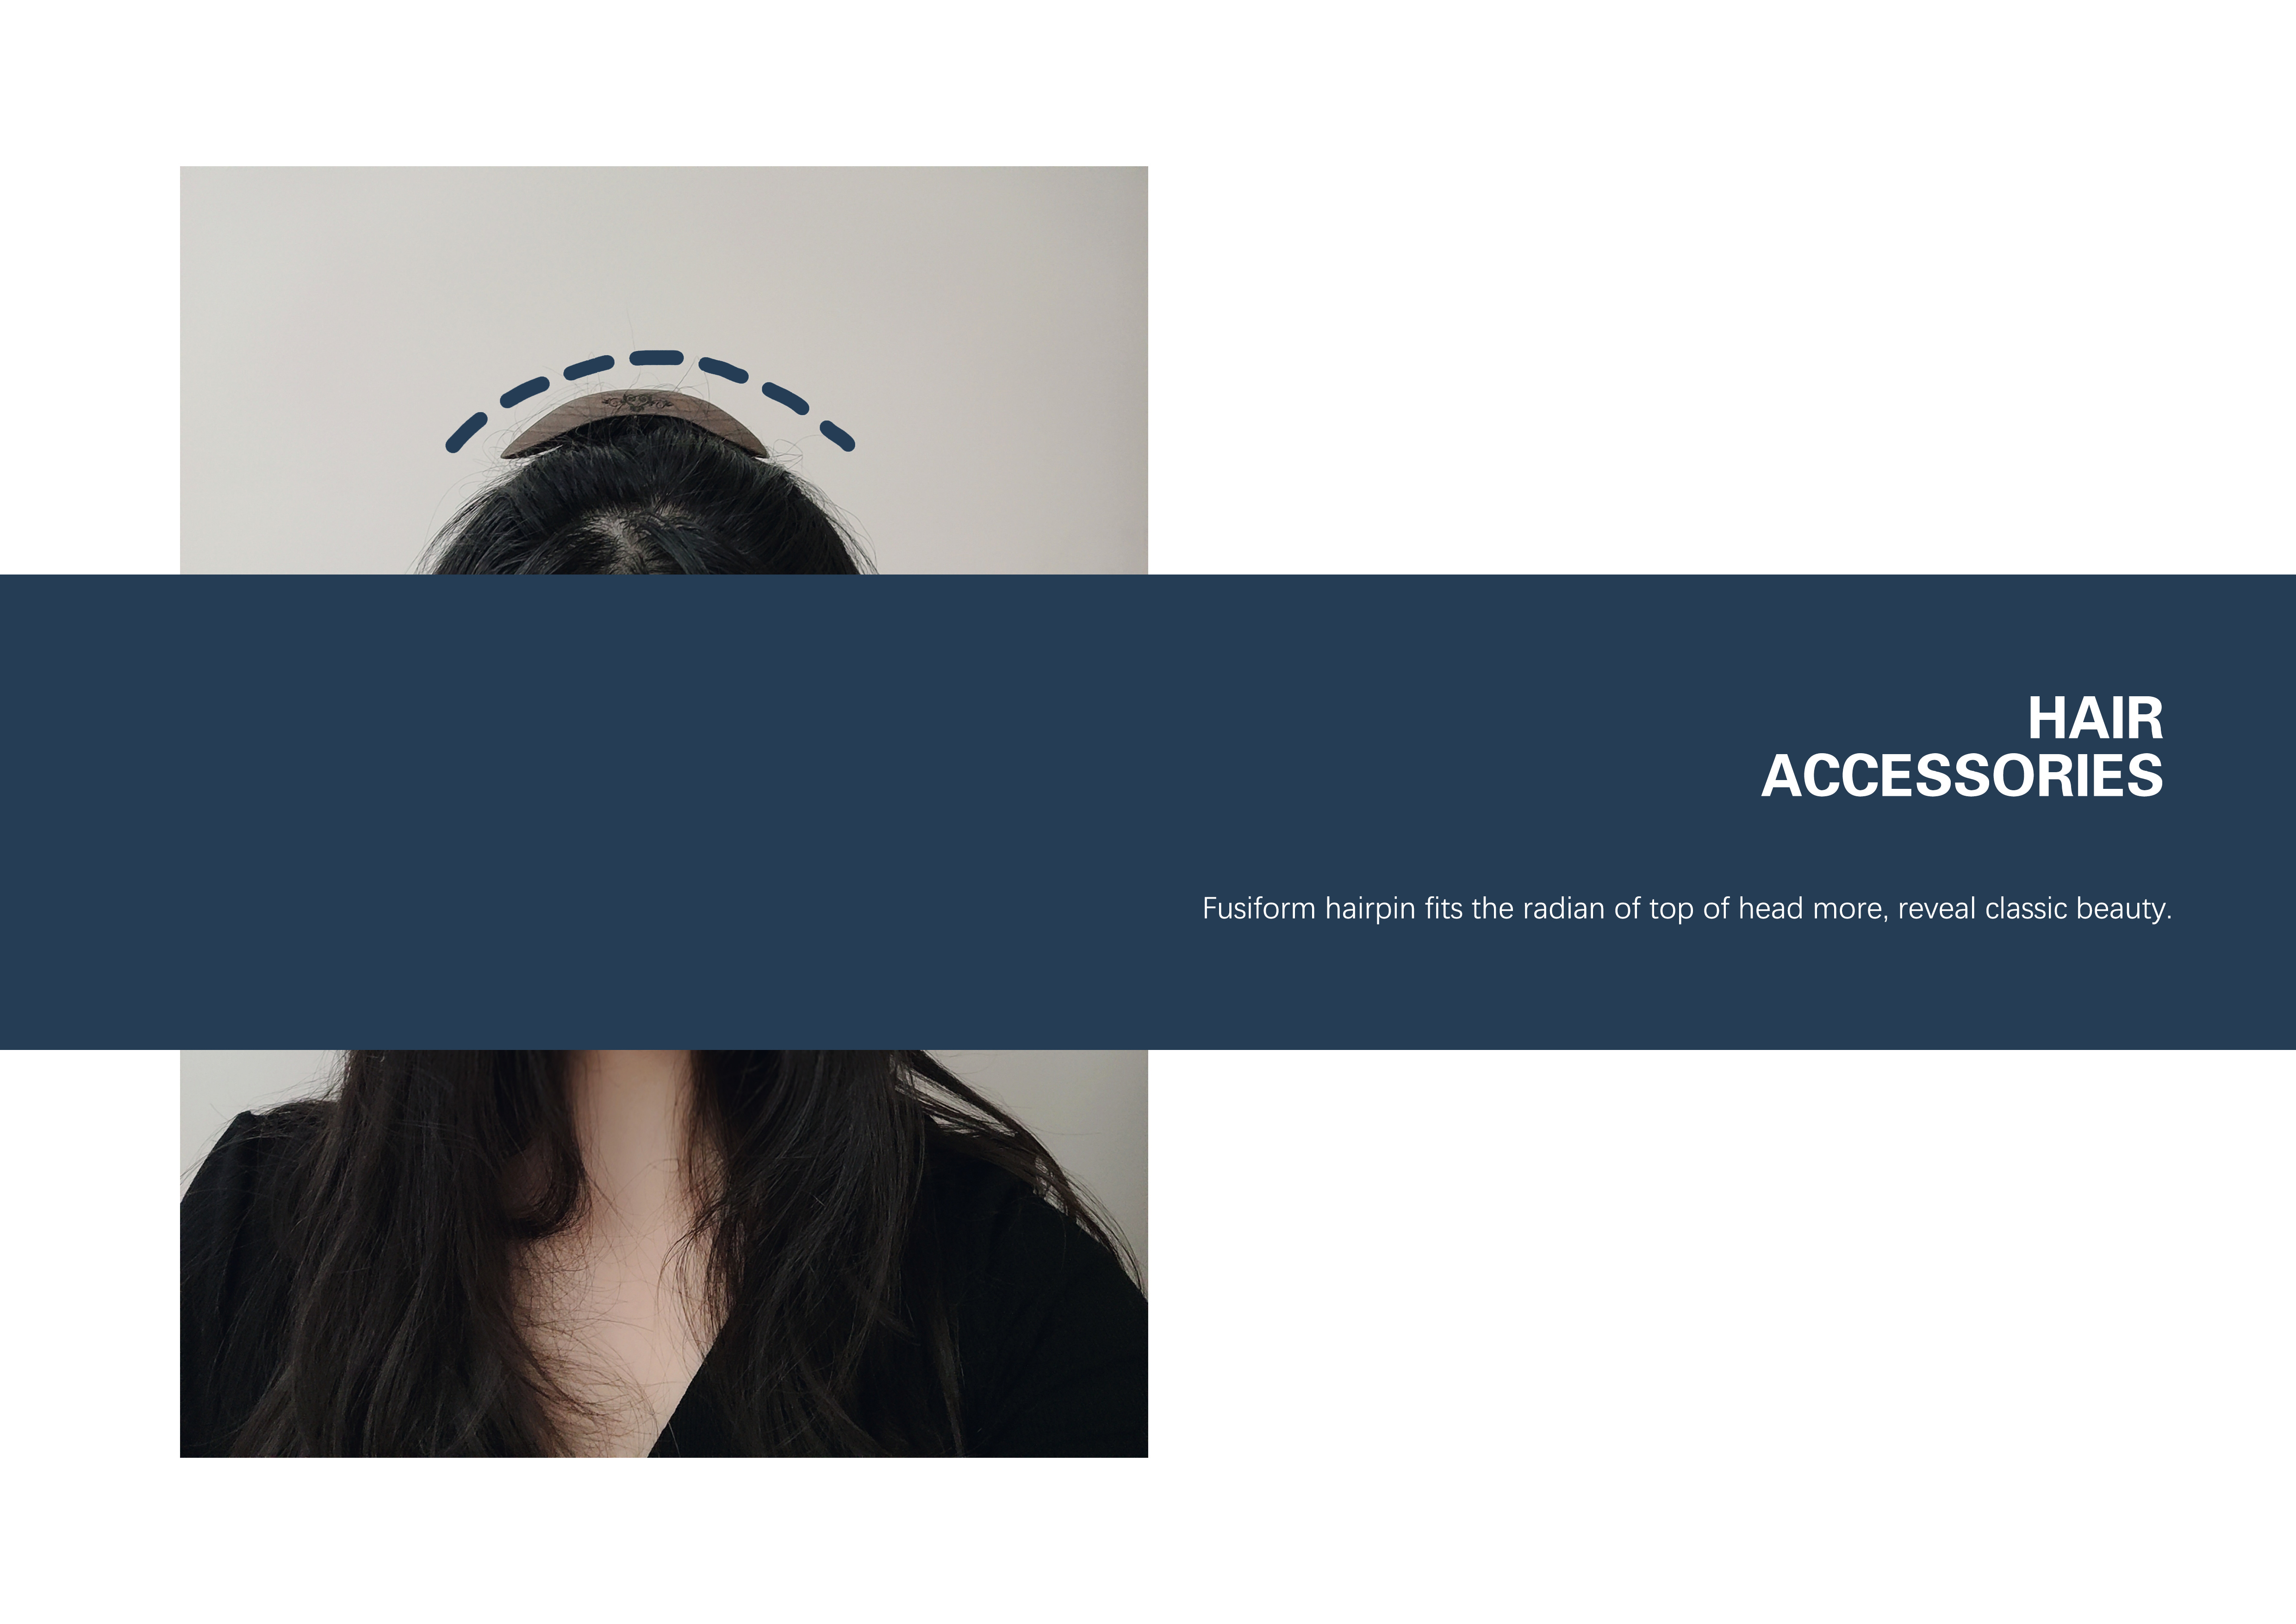 HAIR
ACCESSORIES
Fusiform hairpin fits the radian of top of head more, reveal classic beauty.